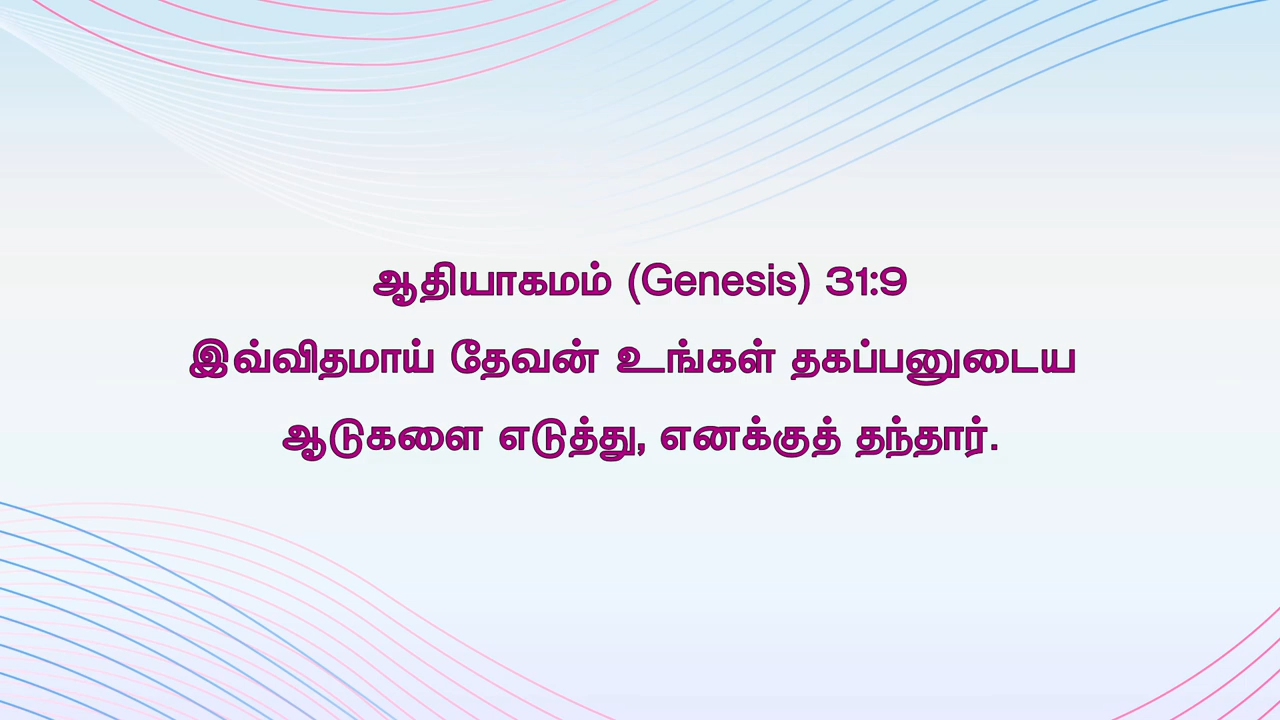 ஆதியாகமம் (Genesis) 31:9
இவ்விதமாய் தேவன் உங்கள் தகப்பனுடைய
ஆடுகளை எடுத்து, எனக்குத் தந்தார்.